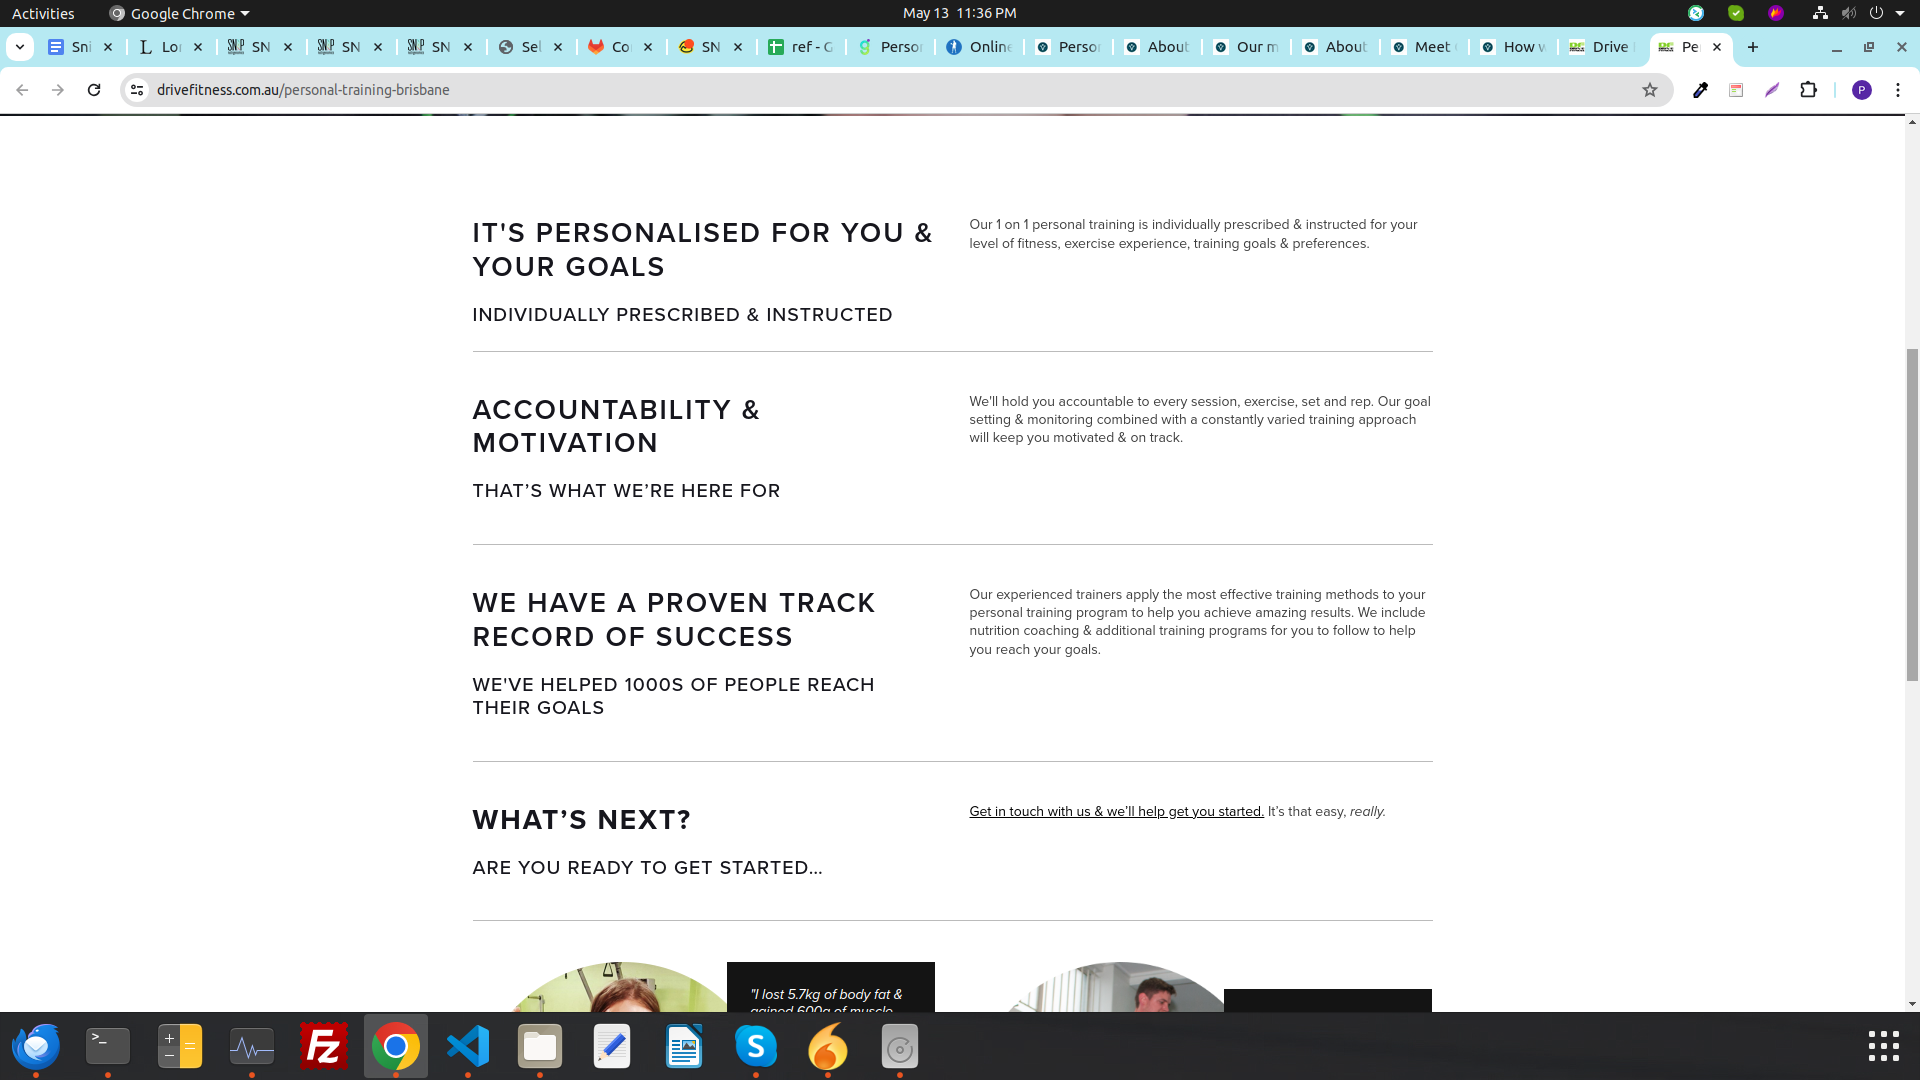 Activities
Google Chrome
May 13 11:36 PM
Sni
Lor
SN
SN
SN
Sel
Co
SN
ref - G
Person
Online
Perso
About
Our m
About
Meet
How w
Drive
Pe
drivefitness.com.au/personal-training-brisbane
P
IT'S PERSONALISED FOR YOU &
YOUR GOALS
INDIVIDUALLY PRESCRIBED & INSTRUCTED
Our 1 on 1 personal training is individually prescribed & instructed for your
level of fitness, exercise experience, training goals & preferences.
ACCOUNTABILITY &
MOTIVATION
THAT’S WHAT WE’RE HERE FOR
We'll hold you accountable to every session, exercise, set and rep. Our goal
setting & monitoring combined with a constantly varied training approach
will keep you motivated & on track.
WE HAVE A PROVEN TRACK
RECORD OF SUCCESS
WE'VE HELPED 1000S OF PEOPLE REACH
THEIR GOALS
Our experienced trainers apply the most effective training methods to your
personal training program to help you achieve amazing results. We include
nutrition coaching & additional training programs for you to follow to help
you reach your goals.
WHAT’S NEXT?
ARE YOU READY TO GET STARTED…
Get in touch with us & we’ll help get you started. It’s that easy, really.
"I lost 5.7kg of body fat &
gained 600g of muscle